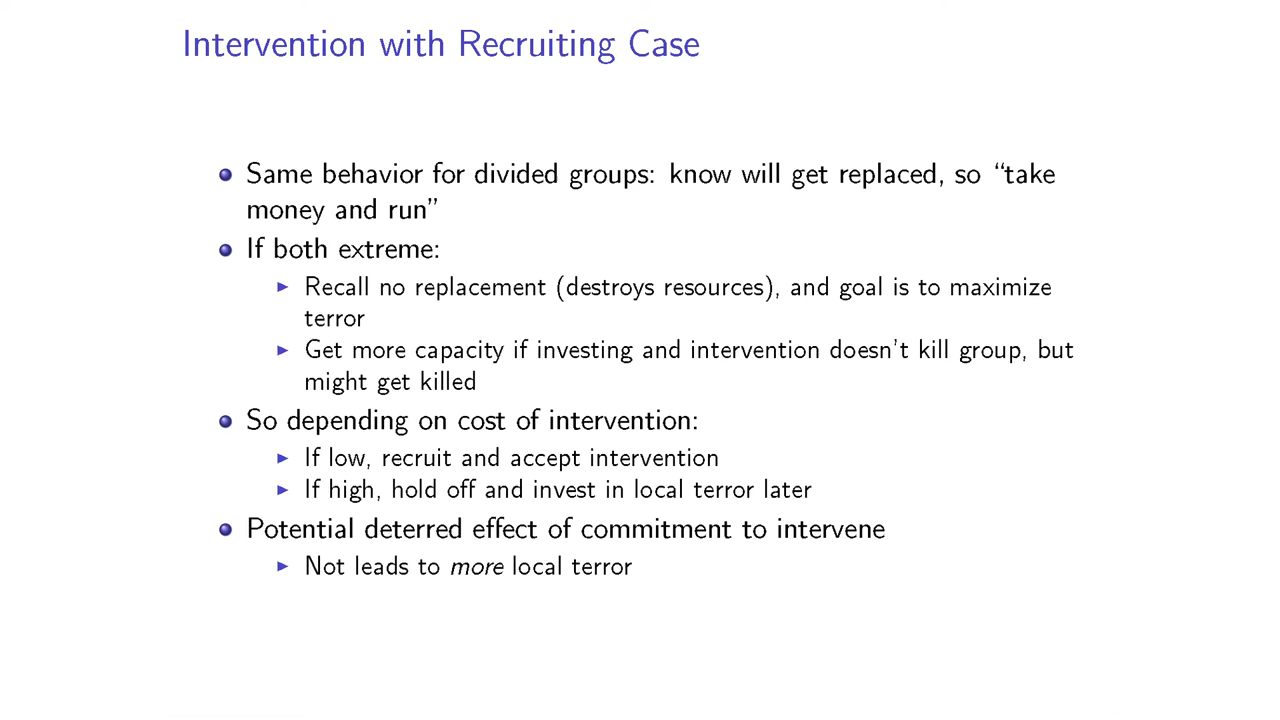 Intervention with Recruiting Case
Same behavior for divided groups: know will get replaced, so “take
money and run”
If both extreme:
Recall no replacement (destroys resources), and goal is to maximize
terror
Get more capacity if investing and intervention doesn’t kill group, but
might get killed
So depending on cost of intervention:
If low, recruit and accept intervention
If high, hold off and invest in local terror later
Potential deterred effect of commitment to intervene
Not leads to more local terror